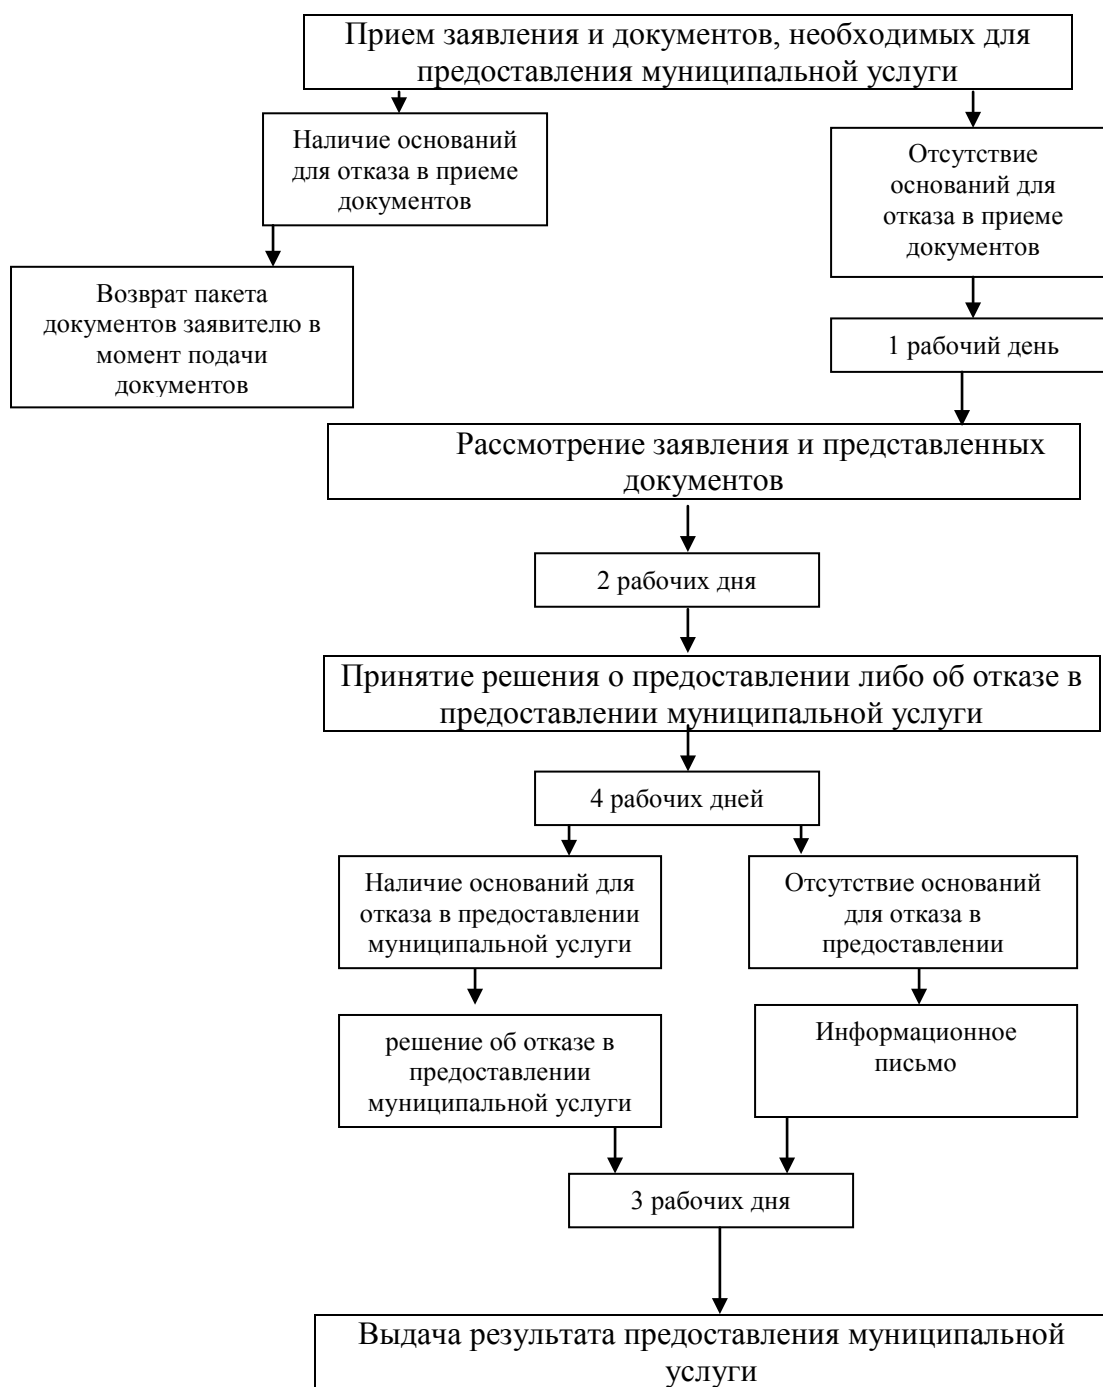 Прием заявления и документов, необходимых для
предоставления муниципальной услуги
Наличие оснований
для отказа в приеме
документов
Отсутствие
оснований для
отказа в приеме
документов
Возврат пакета
документов заявителю в
момент подачи
документов
1 рабочий день
Рассмотрение заявления и представленных
документов
2 рабочих дня
Принятие решения о предоставлении либо об отказе в
предоставлении муниципальной услуги
4 рабочих дней
Наличие оснований для
отказа в предоставлении
муниципальной услуги
Отсутствие оснований
для отказа в
предоставлении
решение об отказе в
предоставлении
муниципальной услуги
Информационное
письмо
3 рабочих дня
Выдача результата предоставления муниципальной
услуги